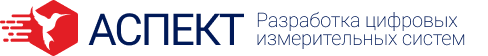 АСПЕКТ
Разработка цифровых
измерительных систем